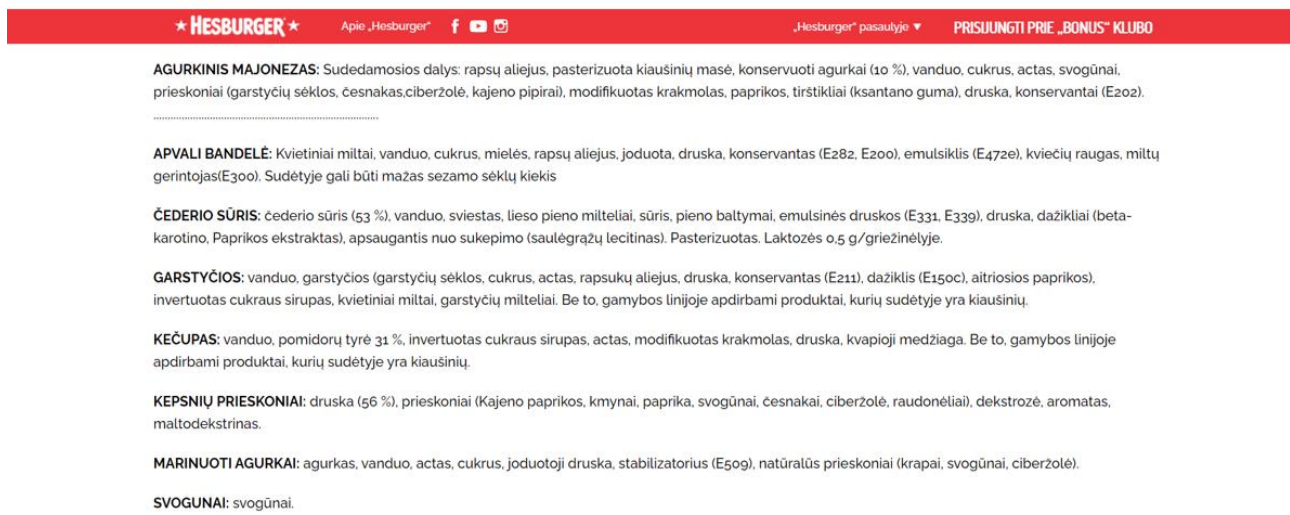 ★ HESBURGER ★ Apie „Hesburger“ „Hesburger“ pasaulyje ▼ PRISIJUNGTI PRIE „BONUS“ KLUBO
AGURKINIS MAJONEZAS: Sudedamosios dalys: rapsų aliejus, pasterizuota kiaušinių masė, konservuoti agurkai (10 %), vanduo, cukrus, actas, svogūnai,
prieskoniai (garstyčių sėklos, česnakas,ciberžolė, kajeno pipirai), modifikuotas krakmolas, paprikos, tirštikliai (ksantano guma), druska, konservantai (E202).
...........................................................................
APVALI BANDELĖ: Kvietiniai miltai, vanduo, cukrus, mielės, rapsų aliejus, joduota, druska, konservantas (E282, E200), emulsiklis (E472e), kviečių raugas, miltų
gerintojas(E300). Sudėtyje gali būti mažas sezamo sėklų kiekis
ČEDERIO SŪRIS: čederio sūris (53 %), vanduo, sviestas, lieso pieno milteliai, sūris, pieno baltymai, emulsinės druskos (E331, E339), druska, dažikliai (beta-
karotino, Paprikos ekstraktas), apsaugantis nuo sukepimo (saulėgrąžų lecitinas). Pasterizuotas. Laktozės 0,5 g/griežinėlyje.
GARSTYČIOS: vanduo, garstyčios (garstyčių sėklos, cukrus, actas, rapsukų aliejus, druska, konservantas (E211), dažiklis (E150c), aitriosios paprikos),
invertuotas cukraus sirupas, kvietiniai miltai, garstyčių milteliai. Be to, gamybos linijoje apdirbami produktai, kurių sudėtyje yra kiaušinių.
KEČUPAS: vanduo, pomidorų tyrė 31 %, invertuotas cukraus sirupas, actas, modifikuotas krakmolas, druska, kvapioji medžiaga. Be to, gamybos linijoje
apdirbami produktai, kurių sudėtyje yra kiaušinių.
KEPSNIŲ PRIESKONIAI: druska (56 %), prieskoniai (Kajeno paprikos, kmynai, paprika, svogūnai, česnakai, ciberžolė, raudonėliai), dekstrozė, aromatas,
maltodekstrinas.
MARINUOTI AGURKAI: agurkas, vanduo, actas, cukrus, joduotoji druska, stabilizatorius (E509), natūralūs prieskoniai (krapai, svogūnai, ciberžolė).
SVOGUNAI: svogūnai.